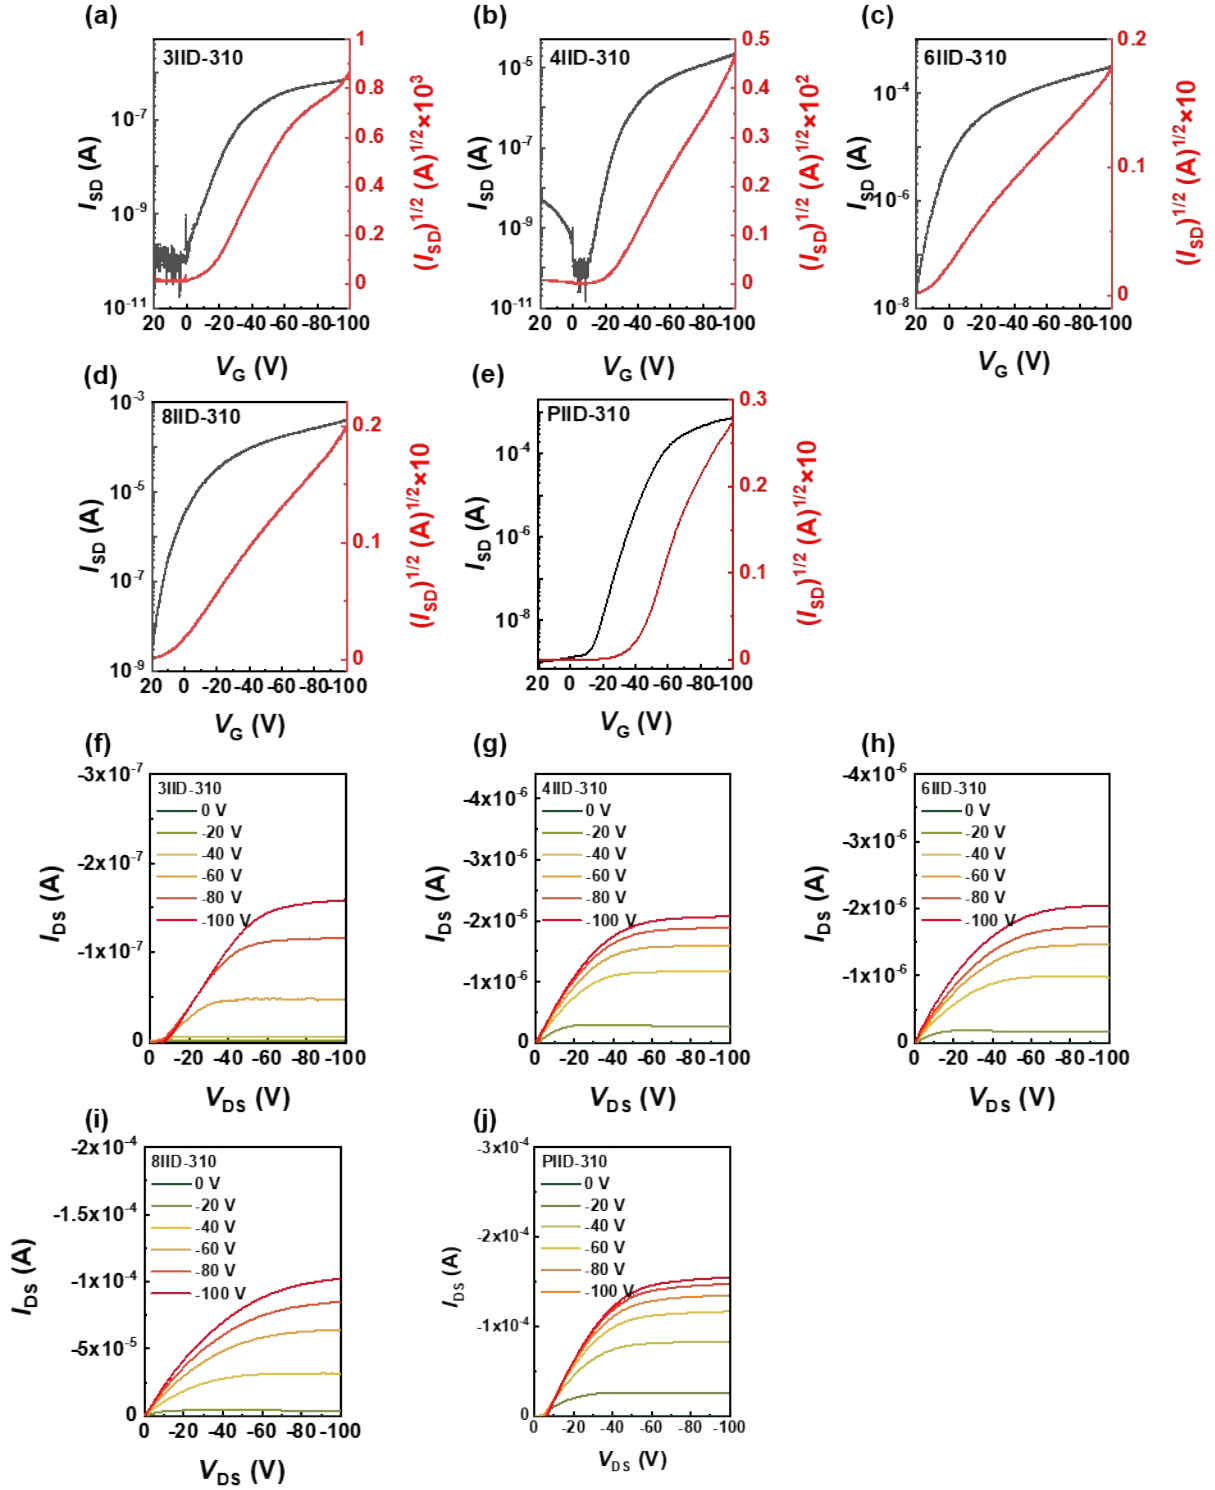 (a)
3IID-310
I_SD (A)
10^-7
10^-9
10^-11
20 0 -20 -40 -60 -80 -100
V_G (V)
1
0.8
0.6
0.4
0.2
0
(I_SD)^1/2 (A)^1/2×10^3
(b)
4IID-310
I_SD (A)
10^-5
10^-7
10^-9
10^-11
20 0 -20 -40 -60 -80 -100
V_G (V)
0.5
0.4
0.3
0.2
0.1
0
(I_SD)^1/2 (A)^1/2×10^2
(c)
6IID-310
I_SD (A)
10^-4
10^-6
10^-8
20 0 -20 -40 -60 -80 -100
V_G (V)
0.2
0.1
0
(I_SD)^1/2 (A)^1/2×10
(d)
8IID-310
I_SD (A)
10^-3
10^-5
10^-7
10^-9
20 0 -20 -40 -60 -80 -100
V_G (V)
0.2
0.1
0
(I_SD)^1/2 (A)^1/2×10
(e)
PIID-310
I_SD (A)
10^-4
10^-6
10^-8
20 0 -20 -40 -60 -80 -100
V_G (V)
0.3
0.2
0.1
0
(I_SD)^1/2 (A)^1/2×10
(f)
3IID-310
0 V
-20 V
-40 V
-60 V
-80 V
-100 V
I_DS (A)
-3x10^-7
-2x10^-7
-1x10^-7
0
0 -20 -40 -60 -80 -100
V_DS (V)
(g)
4IID-310
0 V
-20 V
-40 V
-60 V
-80 V
-100 V
I_DS (A)
-4x10^-6
-3x10^-6
-2x10^-6
-1x10^-6
0
0 -20 -40 -60 -80 -100
V_DS (V)
(h)
6IID-310
0 V
-20 V
-40 V
-60 V
-80 V
-100 V
I_DS (A)
-4x10^-6
-3x10^-6
-2x10^-6
-1x10^-6
0
0 -20 -40 -60 -80 -100
V_DS (V)
(i)
8IID-310
0 V
-20 V
-40 V
-60 V
-80 V
-100 V
I_DS (A)
-2x10^-4
-1.5x10^-4
-1x10^-4
-5x10^-5
0
0 -20 -40 -60 -80 -100
V_DS (V)
(j)
PIID-310
0 V
-20 V
-40 V
-60 V
-80 V
-100 V
I_DS (A)
-3x10^-4
-2x10^-4
-1x10^-4
0
0 -20 -40 -60 -80 -100
V_DS (V)